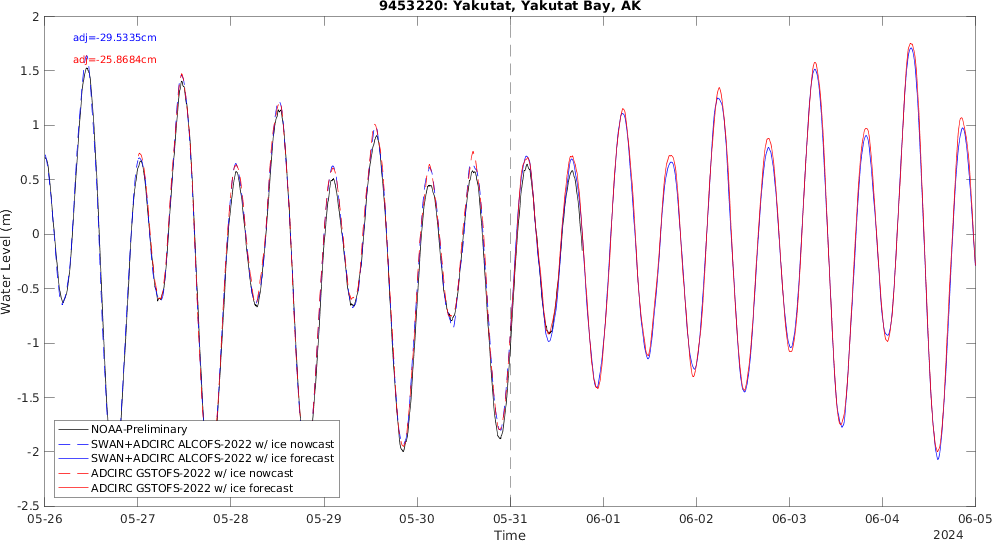 9453220: Yakutat, Yakutat Bay, AK
adj=-29.5335cm
adj=-25.8684cm
Water Level (m)
2
1.5
1
0.5
0
-0.5
-1
-1.5
-2
-2.5
NOAA-Preliminary
SWAN+ADCIRC ALCOFS-2022 w/ ice nowcast
SWAN+ADCIRC ALCOFS-2022 w/ ice forecast
ADCIRC GSTOFS-2022 w/ ice nowcast
ADCIRC GSTOFS-2022 w/ ice forecast
05-26 05-27 05-28 05-29 05-30 05-31 06-01 06-02 06-03 06-04 06-05
Time
2024